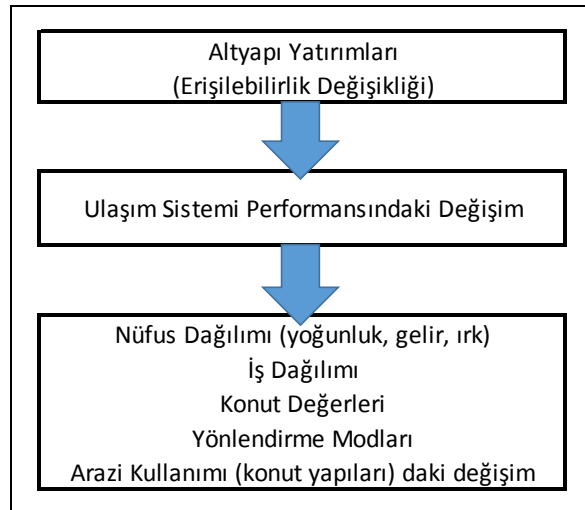 Altyapı Yatırımları
(Erişilebilirlik Değişikliği)
Ulaşım Sistemi Performansındaki Değişim
Nüfus Dağılımı (yoğunluk, gelir, ırk)
İş Dağılımı
Konut Değerleri
Yönlendirme Modları
Arazi Kullanımı (konut yapıları) daki değişim